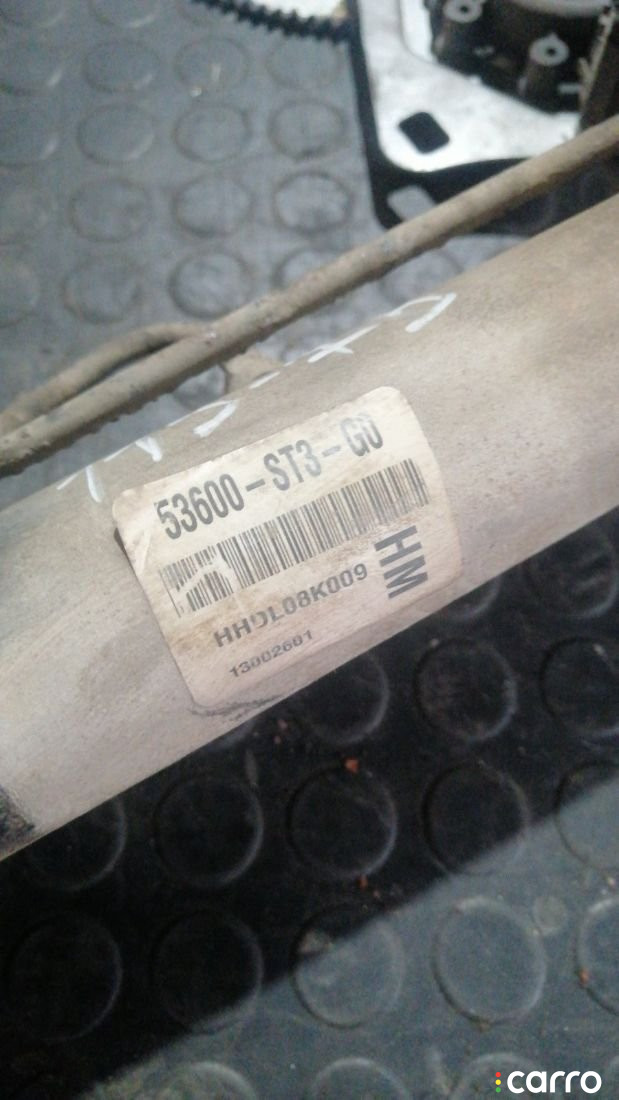 53600-ST3-G0
HM
HHDL08K009
13002601
carro